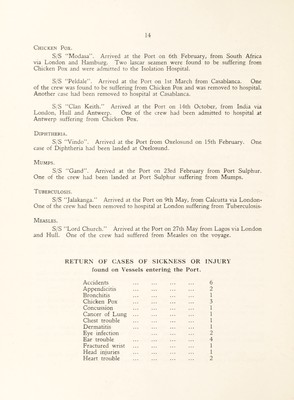 14
CHICKEN POX.
S/S "Modasa". Arrived at the Port on 6th February, from South Africa
via London and Hamburg. Two lascar seamen were found to be suffering from
Chicken Pox and were admitted to the Isolation Hospital.
S/S "Peldale". Arrived at the Port on 1st March from Casablanca. One
of the crew was found to be suffering from Chicken Pox and was removed to hospital.
Another case had been removed to hospital at Casablanca.
S/S "Clan Keith." Arrived at the Port on 14th October, from India via
London, Hull and Antwerp. One of the crew had been admitted to hospital at
Antwerp suffering from Chicken Pox.
DIPHTHERIA.
S/S "Vindo". Arrived at the Port from Oxelosund on 15th February. One
case of Diphtheria had been landed at Oxelosund.
MUMPS.
S/S "Gand". Arrived at the Port on 23rd February from Port Sulphur.
One of the crew had been landed at Port Sulphur suffering from Mumps.
TUBERCULOSIS.
S/S "Jalakanga." Arrived at the Port on 9th May, from Calcutta via London-
One of the crew had been removed to hospital at London suffering from Tuberculosis.
MEASLES.
S/S "Lord Church." Arrived at the Port on 27th May from Lagos via London
and Hull. One of the crew had suffered from Measles on the voyage.
RETURN OF CASES OF SICKNESS OR INJURY
found on Vessels entering the Port.
Accidents ... ... ... ... 6
Appendicitis ... ... ... ... 2
Bronchitis ... ... ... ... 1
Chicken Pox ... ... ... ... 3
Concussion ... ... ... ... 1
Cancer of Lung ... ... ... ... 1
Chest trouble ... ... ... ... 1
Dermatitis ... ... ... ... 1
Eye infection ... ... ... ... 2
Ear trouble ... ... ... ... 4
Fractured wrist ... ... ... ... 1
Head injuries ... ... ... ... 1
Heart trouble ... ... ... ... 2